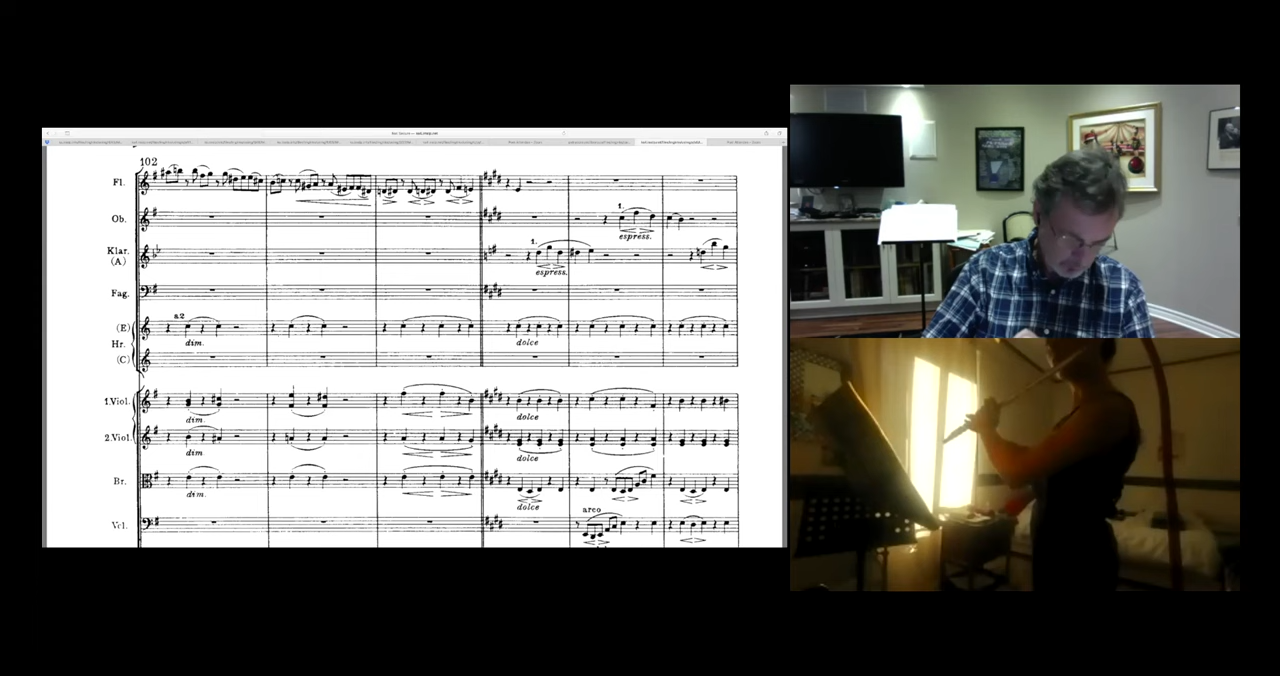 102
Fl.
Ob.
1.
espress.
Klar.
(A)
1.
espress.
Fag.
a 2
(E)
dim.
dolce
Hr.
(C)
1.Viol.
dim.
dolce
2.Viol.
dim.
dolce
Br.
dim.
dolce
arco
Vcl.